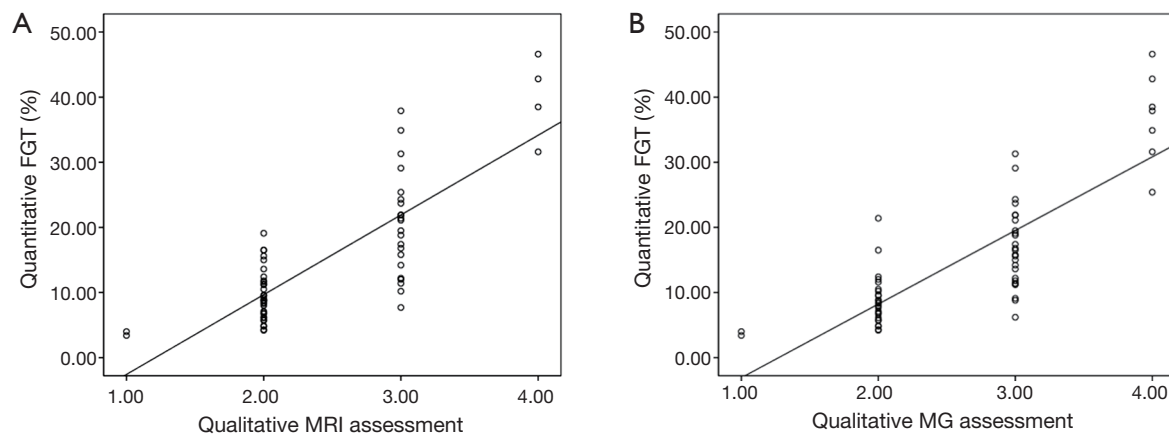 A
Quantitative FGT (%)
50.00
40.00
30.00
20.00
10.00
0.00
1.00 2.00 3.00 4.00
Qualitative MRI assessment
B
Quantitative FGT (%)
50.00
40.00
30.00
20.00
10.00
0.00
1.00 2.00 3.00 4.00
Qualitative MG assessment